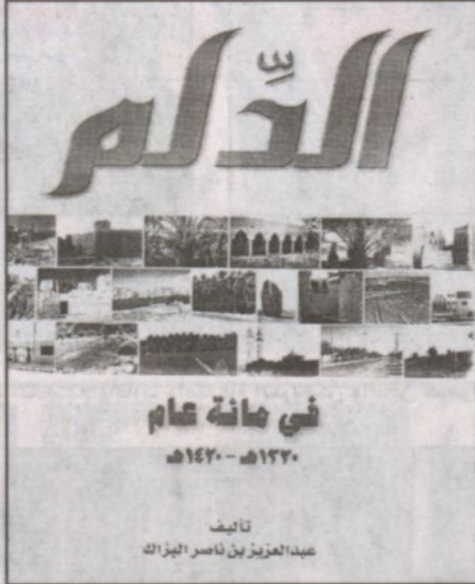 الدِّلم
في مائة عام
١٣٢٠هـ - ١٤٢٠هـ
تأليف
عبدالعزيز بن ناصر البراك